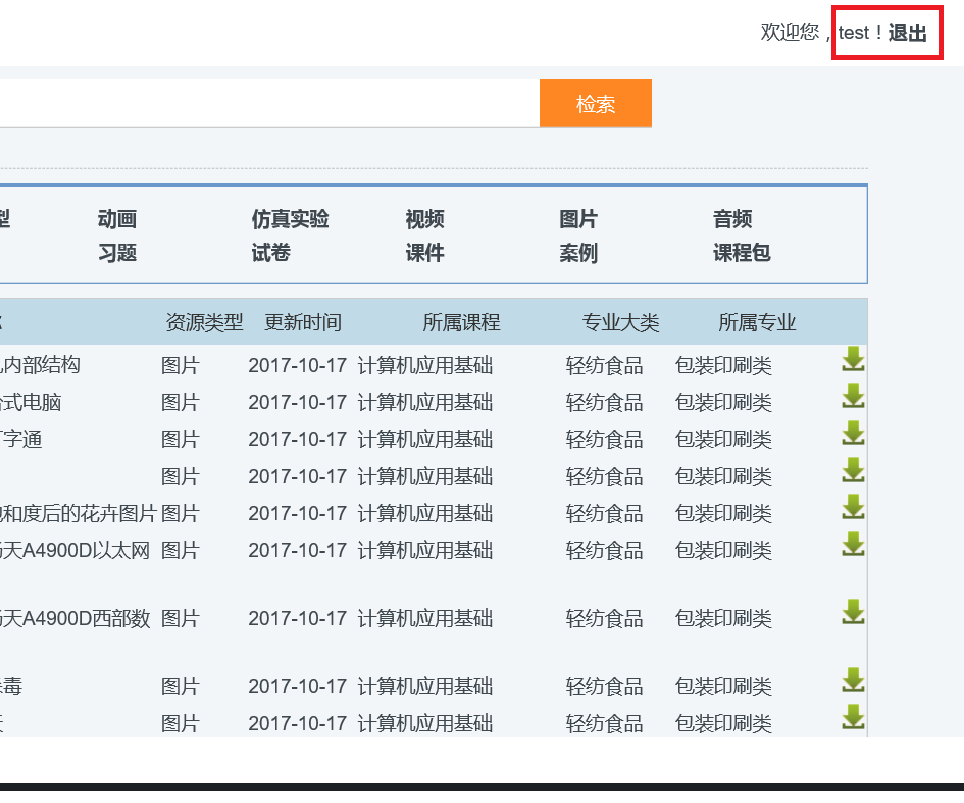 欢迎您，test！退出
检索
型 动画 仿真实验 视频 图片 音频
习题 试卷 课件 案例 课程包
资源类型 更新时间 所属课程 专业大类 所属专业
内部结构 图片 2017-10-17 计算机应用基础 轻纺食品 包装印刷类
式电脑 图片 2017-10-17 计算机应用基础 轻纺食品 包装印刷类
字通 图片 2017-10-17 计算机应用基础 轻纺食品 包装印刷类
图片 2017-10-17 计算机应用基础 轻纺食品 包装印刷类
和度后的花卉图片 图片 2017-10-17 计算机应用基础 轻纺食品 包装印刷类
天A4900D以太网 图片 2017-10-17 计算机应用基础 轻纺食品 包装印刷类
天A4900D西部数 图片 2017-10-17 计算机应用基础 轻纺食品 包装印刷类
毒 图片 2017-10-17 计算机应用基础 轻纺食品 包装印刷类
图片 2017-10-17 计算机应用基础 轻纺食品 包装印刷类